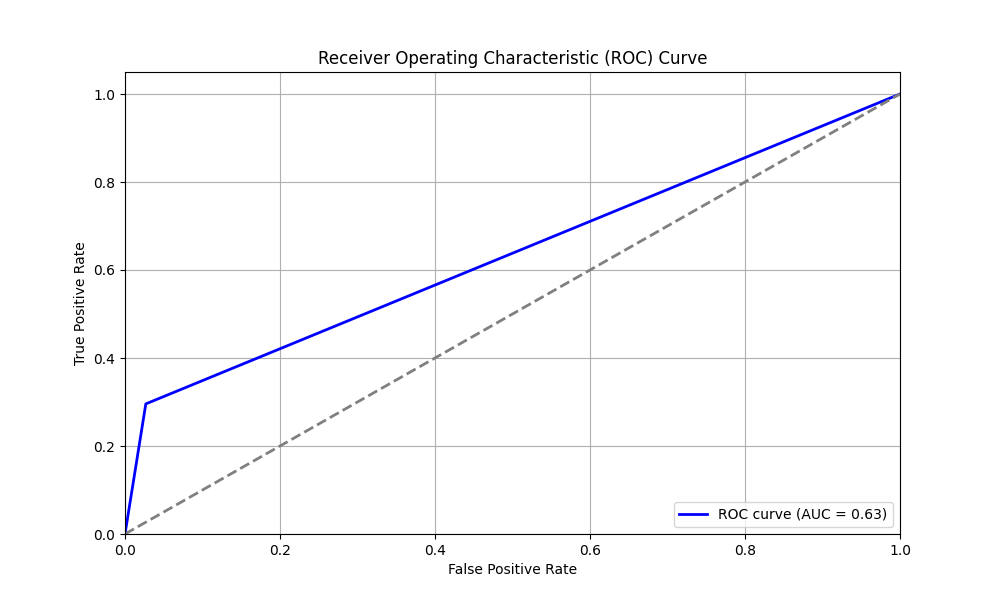 Receiver Operating Characteristic (ROC) Curve
True Positive Rate
1.0
0.8
0.6
0.4
0.2
0.0
0.0 0.2 0.4 0.6 0.8 1.0
False Positive Rate
ROC curve (AUC = 0.63)